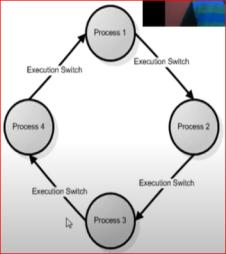 Process 1
Execution Switch
Execution Switch
Process 4
Process 2
Execution Switch
Execution Switch
Process 3